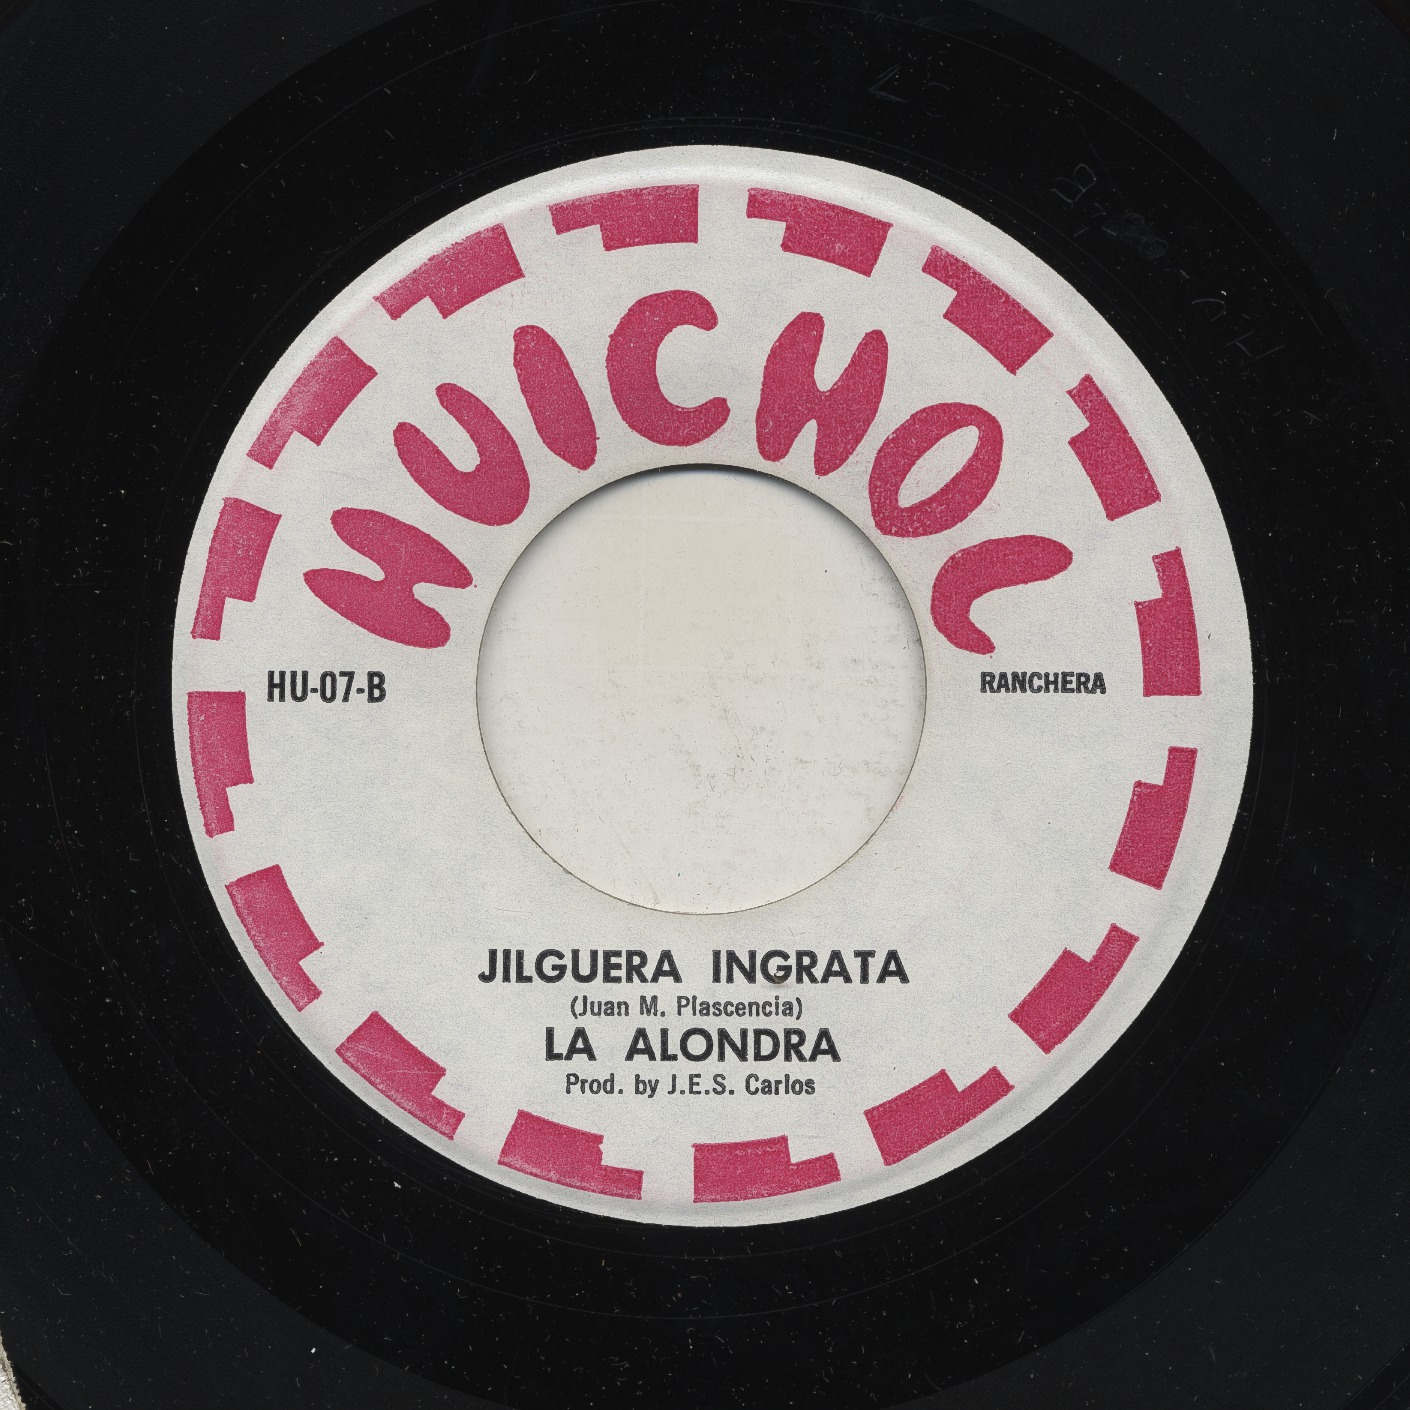 HUICHOL
HU-07-B
RANCHERA
JILGUERA INGRATA
(Juan M. Plascencia)
LA ALONDRA
Prod. by J.E.S. Carlos